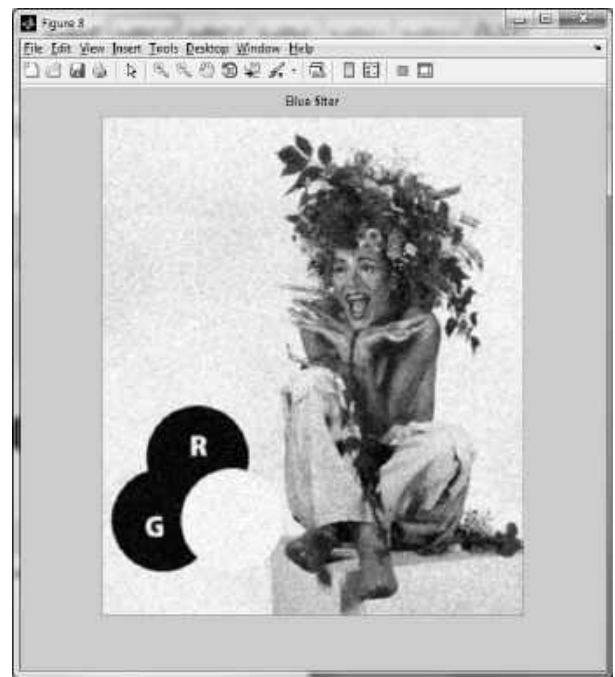 Figure 8
File Edit View Insert Tools Desktop Window Help
Blue filter
R
G